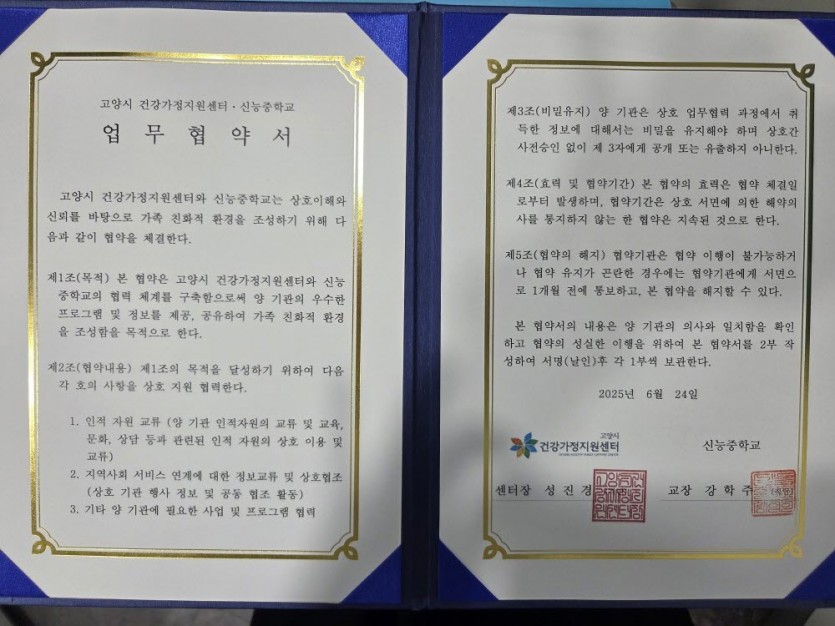 고양시 건강가정지원센터 · 신능중학교
업 무 협 약 서
고양시 건강가정지원센터와 신능중학교는 상호이해와
신뢰를 바탕으로 가족 친화적 환경을 조성하기 위해 다
음과 같이 협약을 체결한다.
제1조(목적) 본 협약은 고양시 건강가정지원센터와 신능
중학교의 협력 체계를 구축함으로써 양 기관의 우수한
프로그램 및 정보를 제공, 공유하여 가족 친화적 환경
을 조성함을 목적으로 한다.
제2조(협약내용) 제1조의 목적을 달성하기 위하여 다음
각 호의 사항을 상호 지원 협력한다.
1. 인적 자원 교류 (양 기관 인적자원의 교류 및 교육,
문화, 상담 등과 관련된 인적 자원의 상호 이용 및
교류)
2. 지역사회 서비스 연계에 대한 정보교류 및 상호협조
(상호 기관 행사 정보 및 공동 협조 활동)
3. 기타 양 기관에 필요한 사업 및 프로그램 협력
제3조(비밀유지) 양 기관은 상호 업무협력 과정에서 취
득한 정보에 대해서는 비밀을 유지해야 하며 상호간
사전승인 없이 제 3자에게 공개 또는 유출하지 아니한다.
제4조(효력 및 협약기간) 본 협약의 효력은 협약 체결일
로부터 발생하며, 협약기간은 상호 서면에 의한 해약의
사를 통지하지 않는 한 협약은 지속된 것으로 한다.
제5조(협약의 해지) 협약기관은 협약 이행이 불가능하거
나 협약 유지가 곤란한 경우에는 협약기관에게 서면으
로 1개월 전에 통보하고, 본 협약을 해지할 수 있다.
본 협약서의 내용은 양 기관의 의사와 일치함을 확인
하고 협약의 성실한 이행을 위하여 본 협약서를 2부 작
성하여 서명(날인)후 각 1부씩 보관한다.
2025년 6월 24일
고양시
건강가정지원센터
신능중학교
센터장 성진경
교장 강학주